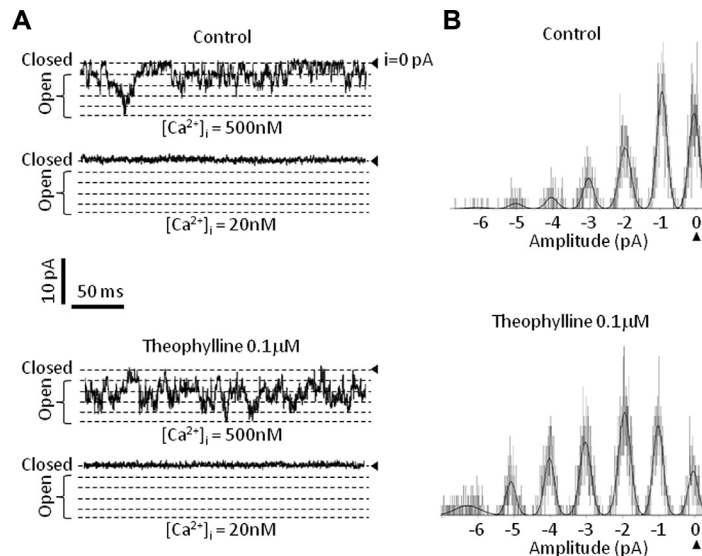 A
B
Control
Closed
i=0 pA
Open
[Ca²⁺]ᵢ = 500nM
Closed
Open
[Ca²⁺]ᵢ = 20nM
10 pA
50 ms
Theophylline 0.1μM
Closed
Open
[Ca²⁺]ᵢ = 500nM
Closed
Open
[Ca²⁺]ᵢ = 20nM
Control
-6 -5 -4 -3 -2 -1 0
Amplitude (pA)
Theophylline 0.1μM
-6 -5 -4 -3 -2 -1 0
Amplitude (pA)